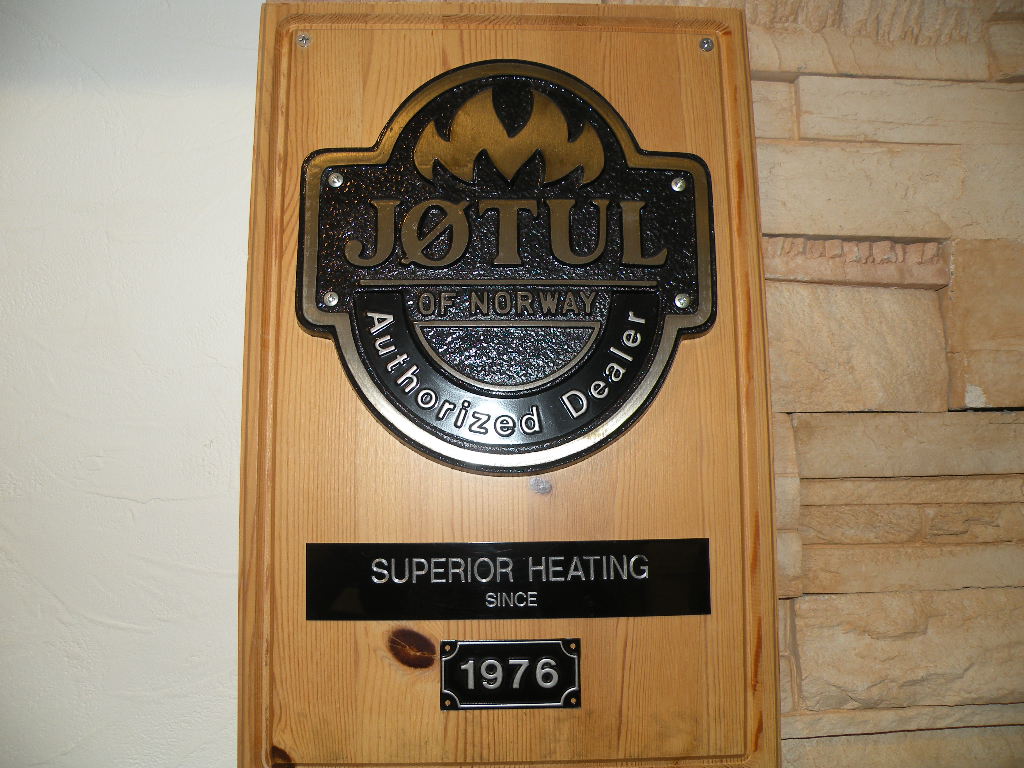 JØTUL
OF NORWAY
Authorized Dealer
SUPERIOR HEATING
SINCE
1976